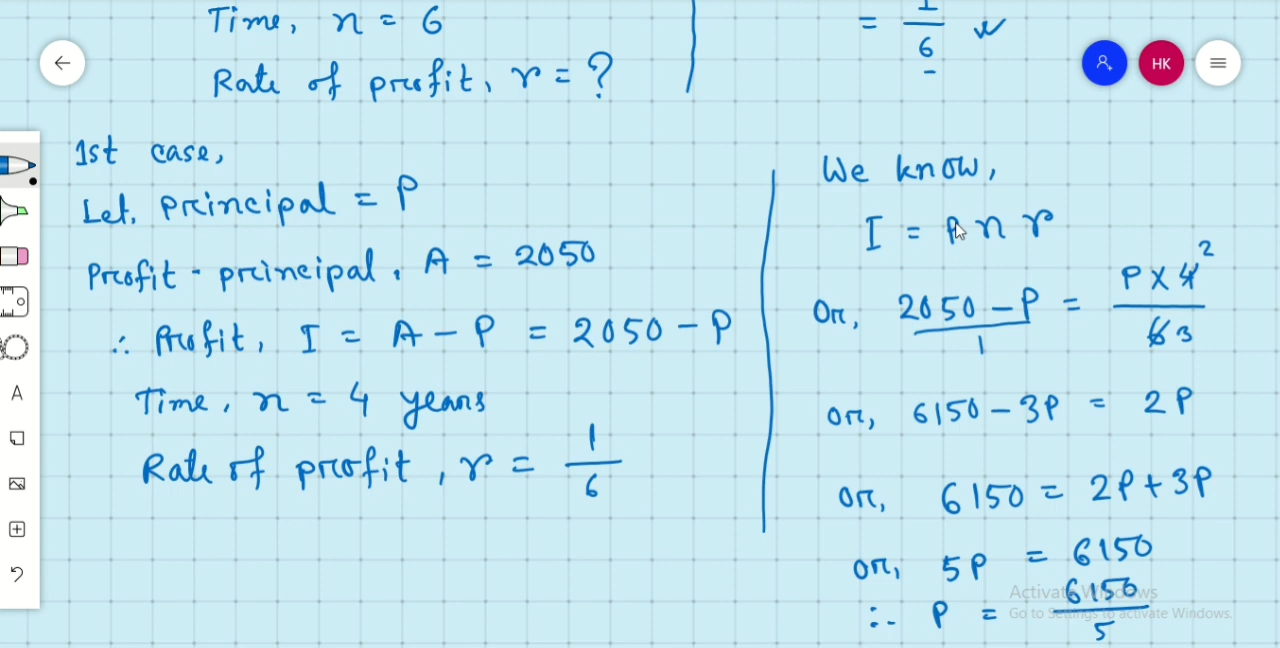 Time, n = 6
Rate of profit, r = ?
= 1/6
HK
1st case,
Let, principal = P
Profit - principal, A = 2050
∴ Profit, I = A - P = 2050 - P
Time, n = 4 years
Rate of profit, r = 1/6
We know,
I = P n r
Or, 2050 - P / 1 = P x 4 2 / 6 3
or, 6150 - 3P = 2P
or, 6150 = 2P + 3P
or, 5P = 6150
∴ P = 6150/5
Activate Windows
Go to Settings to activate Windows.
A